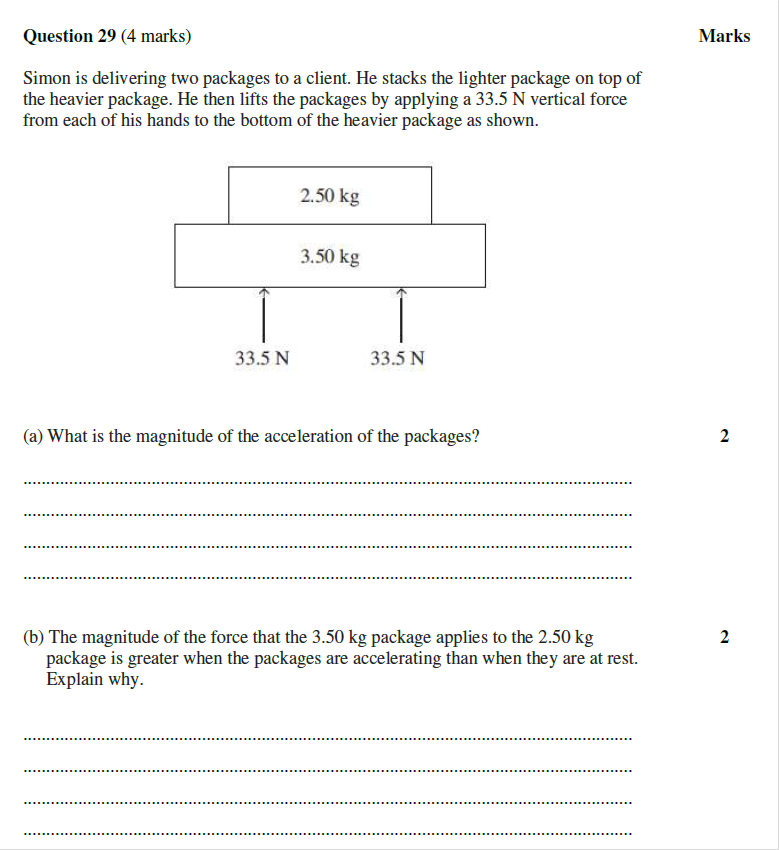 Question 29 (4 marks) Marks
Simon is delivering two packages to a client. He stacks the lighter package on top of
the heavier package. He then lifts the packages by applying a 33.5 N vertical force
from each of his hands to the bottom of the heavier package as shown.
2.50 kg
3.50 kg
33.5 N 33.5 N
(a) What is the magnitude of the acceleration of the packages? 2
(b) The magnitude of the force that the 3.50 kg package applies to the 2.50 kg 2
package is greater when the packages are accelerating than when they are at rest.
Explain why.